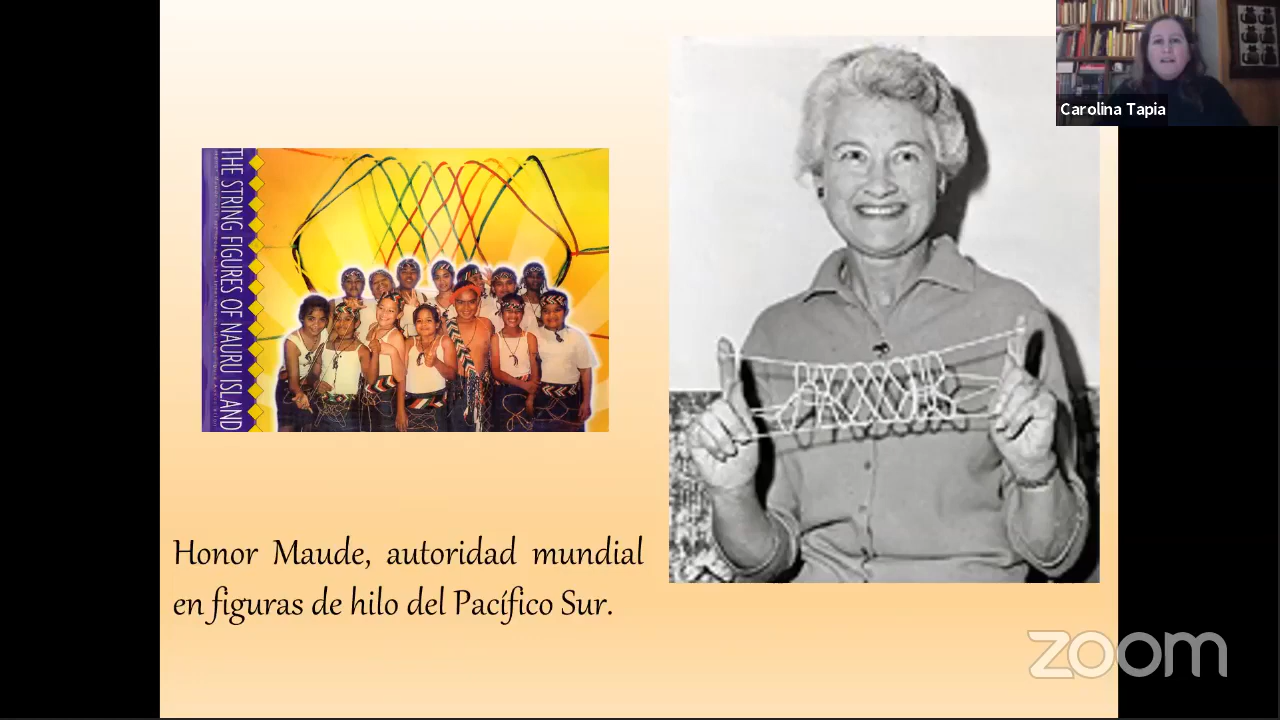 Carolina Tapia
THE STRING FIGURES OF NAURU ISLAND
Honor Maude, autoridad mundial
en figuras de hilo del Pacífico Sur.
zoom